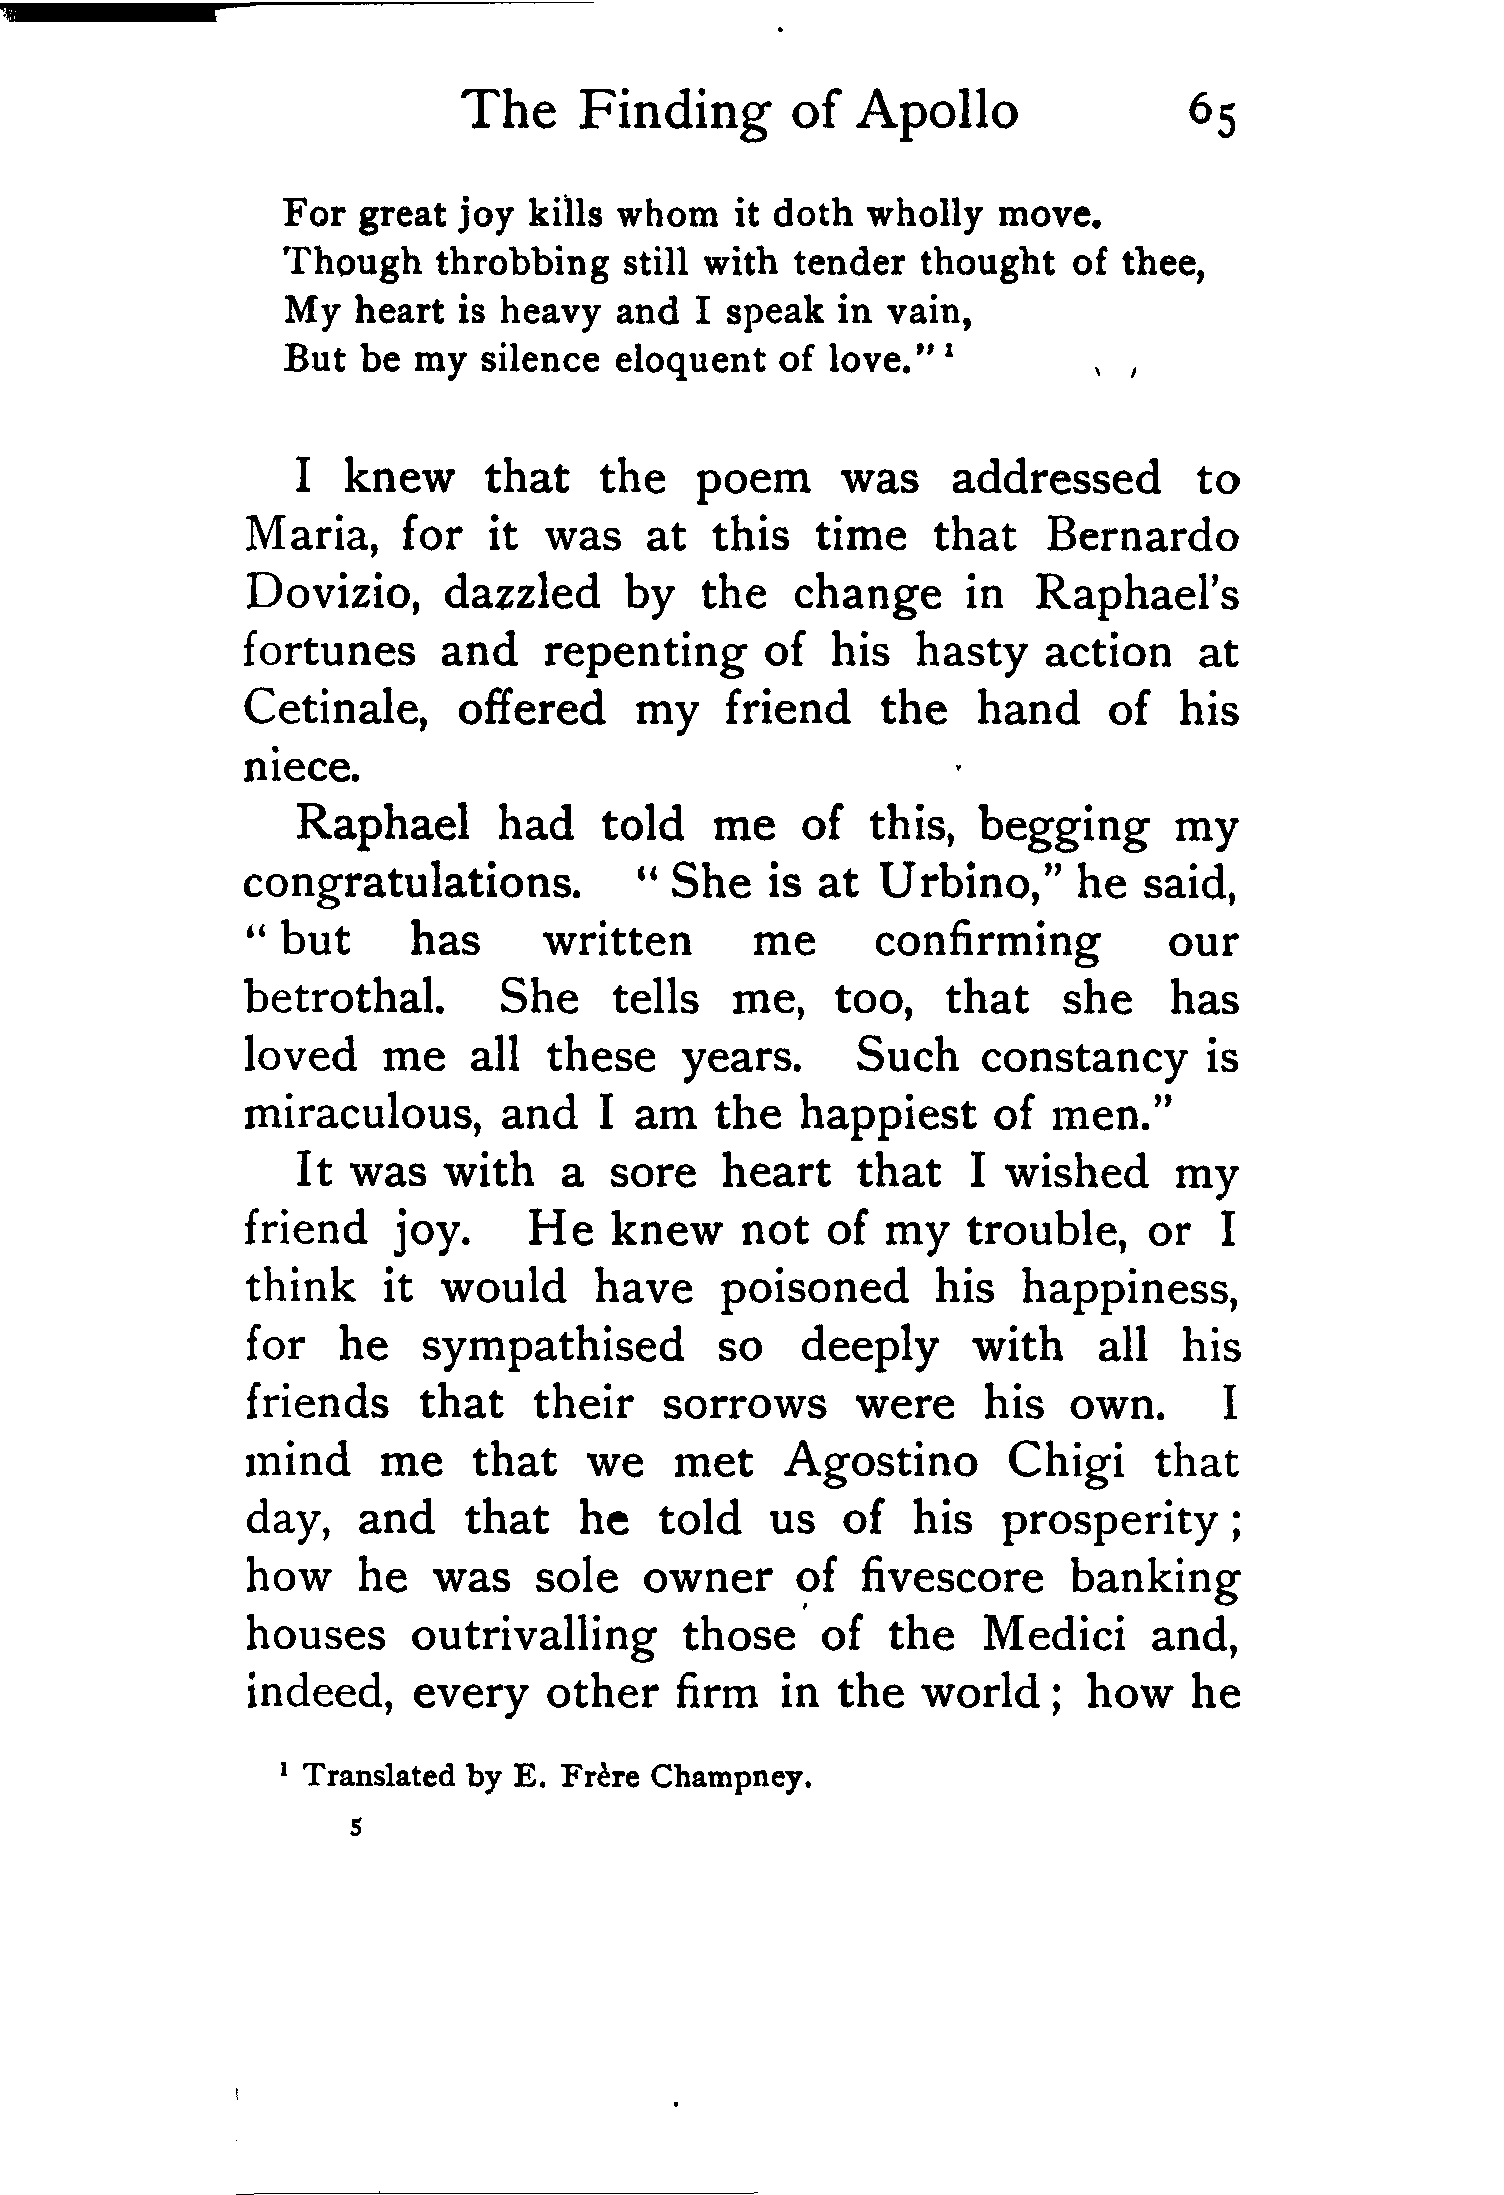 The Finding of Apollo 65
For great joy kills whom it doth wholly move.
Though throbbing still with tender thought of thee,
My heart is heavy and I speak in vain,
But be my silence eloquent of love." ¹
I knew that the poem was addressed to
Maria, for it was at this time that Bernardo
Dovizio, dazzled by the change in Raphael's
fortunes and repenting of his hasty action at
Cetinale, offered my friend the hand of his
niece.
Raphael had told me of this, begging my
congratulations. "She is at Urbino," he said,
"but has written me confirming our
betrothal. She tells me, too, that she has
loved me all these years. Such constancy is
miraculous, and I am the happiest of men."
It was with a sore heart that I wished my
friend joy. He knew not of my trouble, or I
think it would have poisoned his happiness,
for he sympathised so deeply with all his
friends that their sorrows were his own. I
mind me that we met Agostino Chigi that
day, and that he told us of his prosperity;
how he was sole owner of fivescore banking
houses outrivalling those of the Medici and,
indeed, every other firm in the world; how he
¹ Translated by E. Frère Champney.
5